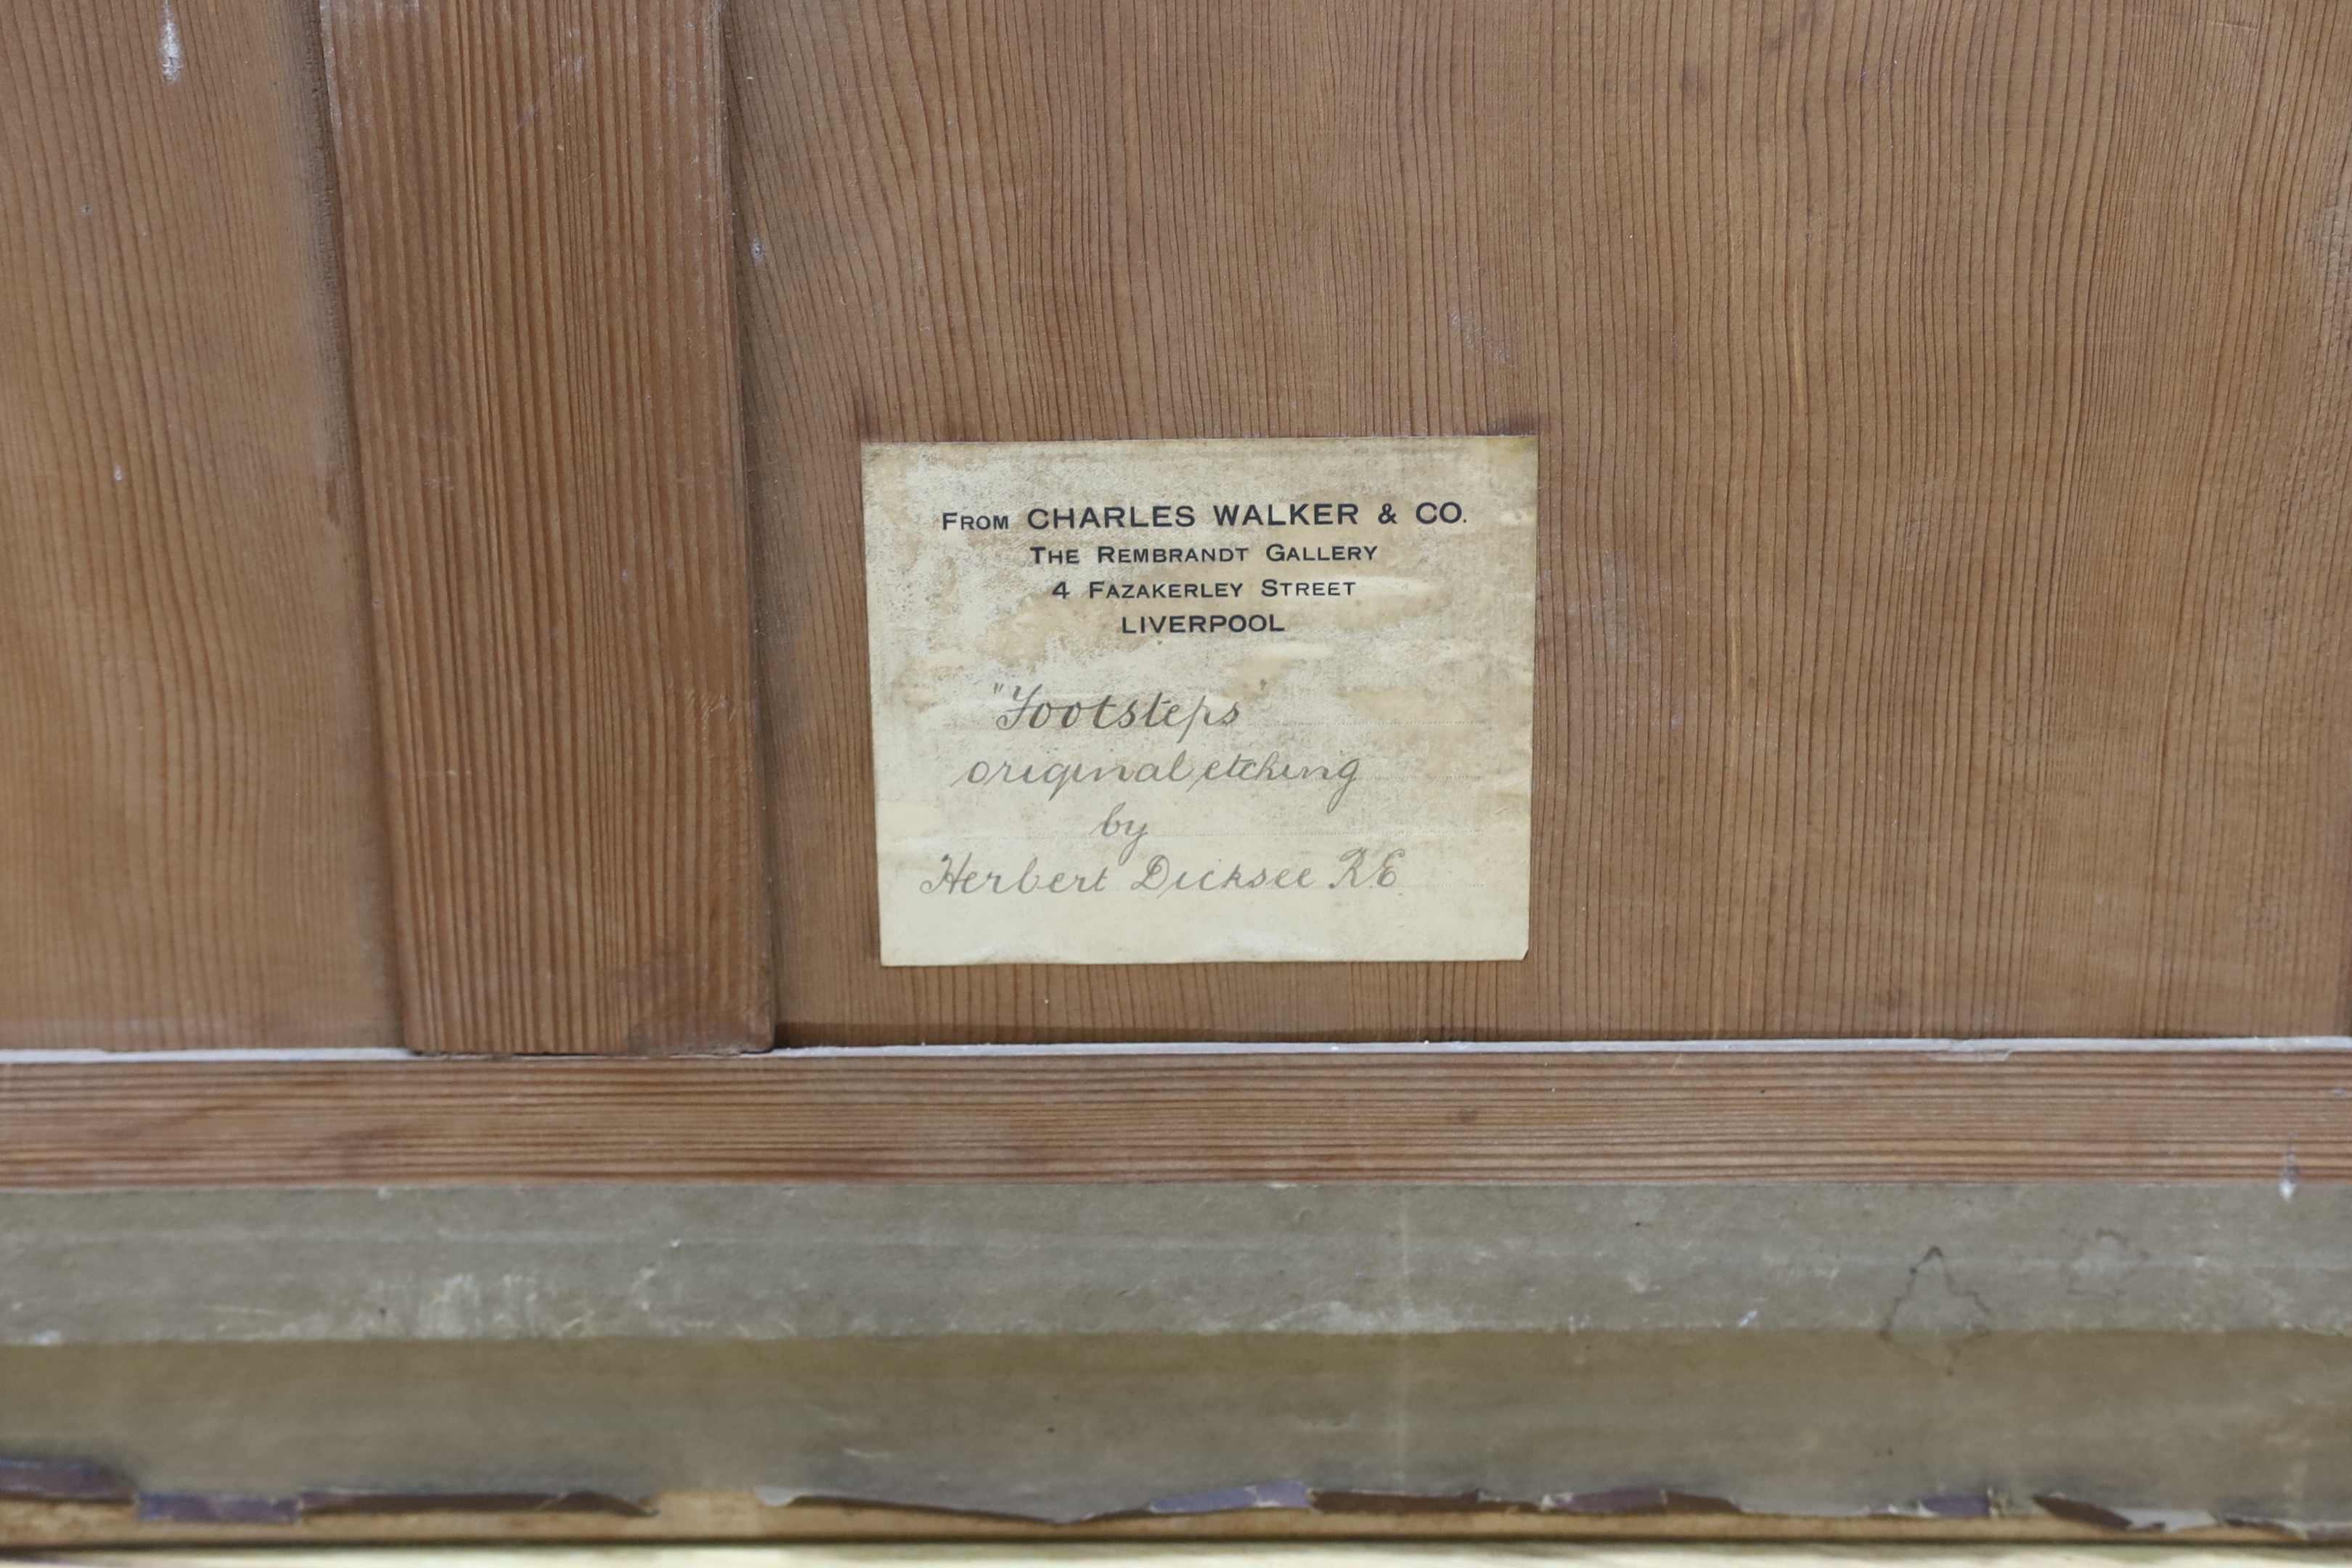 From CHARLES WALKER & CO.
The Rembrandt Gallery
4 Fazakerley Street
LIVERPOOL
"Footsteps"
original etching
by
Herbert Dicksee R.E.